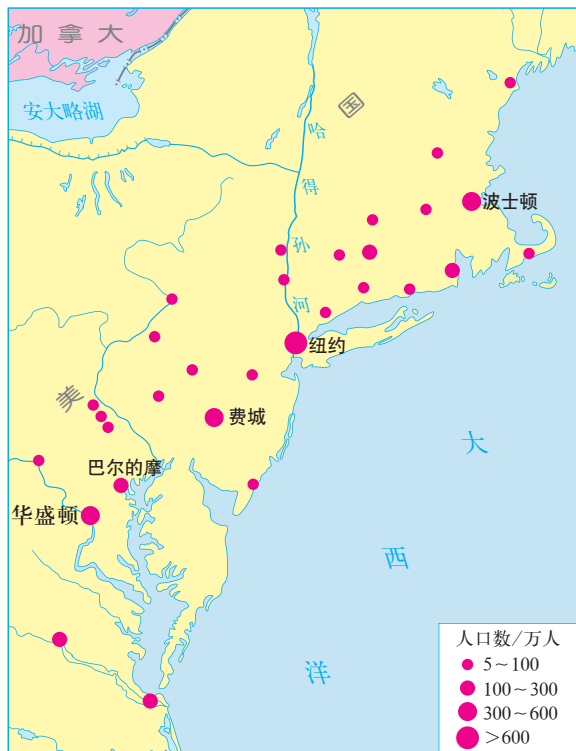 加拿大
安大略湖
哈得孙河
国
波士顿
纽约
美
费城
巴尔的摩
华盛顿
大西洋
人口数/万人
5~100
100~300
300~600
>600